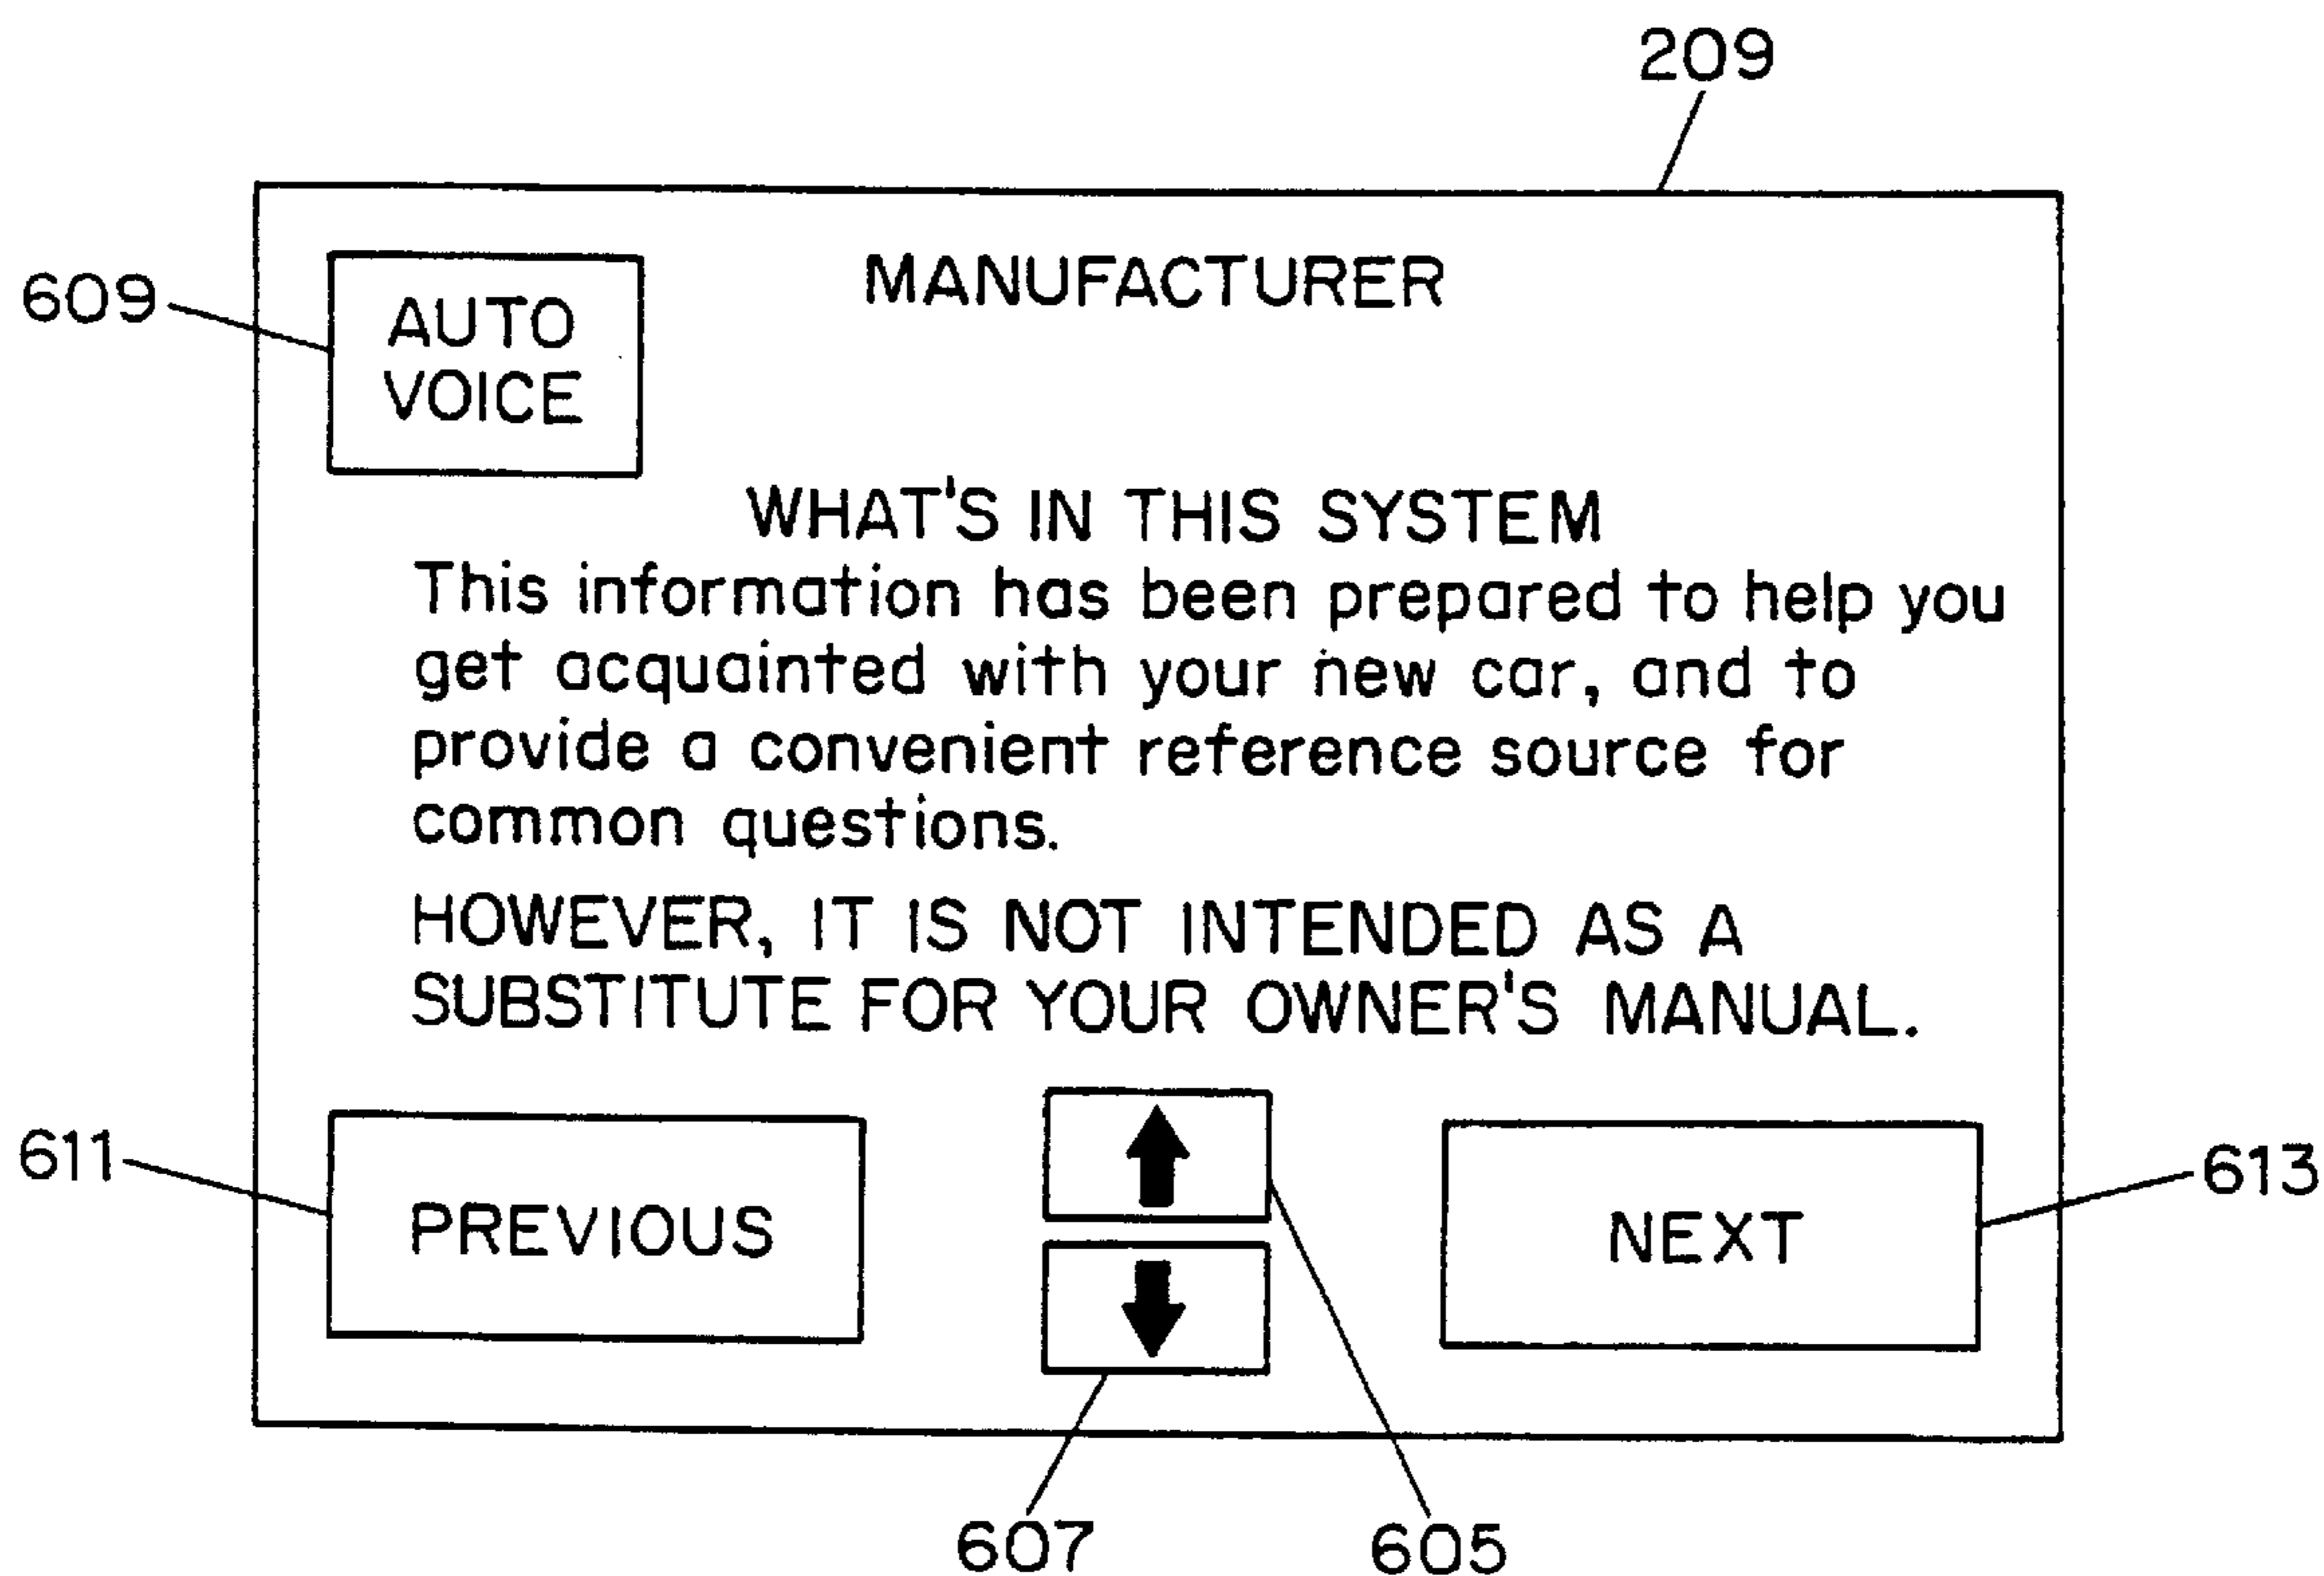 209
MANUFACTURER
609
AUTO
VOICE
WHAT'S IN THIS SYSTEM
This information has been prepared to help you
get acquainted with your new car, and to
provide a convenient reference source for
common questions.
HOWEVER, IT IS NOT INTENDED AS A
SUBSTITUTE FOR YOUR OWNER'S MANUAL.
611
PREVIOUS
NEXT
613
607
605